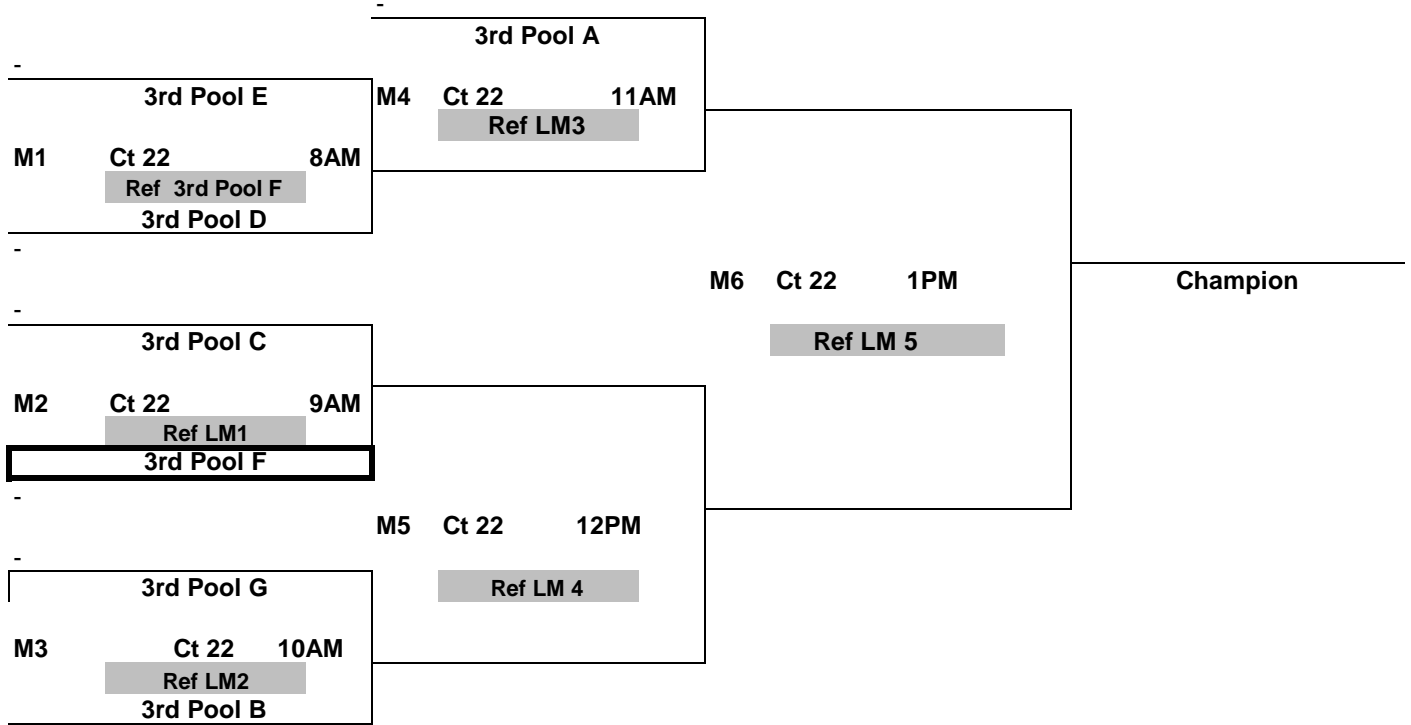 -
3rd Pool A
-
3rd Pool E
M4 Ct 22 11AM
Ref LM3
M1 Ct 22 8AM
Ref 3rd Pool F
3rd Pool D
-
M6 Ct 22 1PM
Champion
-
3rd Pool C
Ref LM 5
M2 Ct 22 9AM
Ref LM1
3rd Pool F
-
M5 Ct 22 12PM
-
3rd Pool G
Ref LM 4
M3 Ct 22 10AM
Ref LM2
3rd Pool B